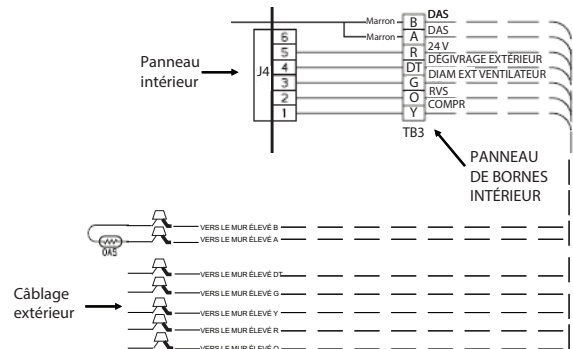 Marron B DAS
Marron A DAS
6
5 R 24 V
J4 4 DT DÉGIVRAGE EXTÉRIEUR
3 G DIAM EXT VENTILATEUR
2 O RVS
1 Y COMPR
TB3
Panneau
intérieur
PANNEAU
DE BORNES
INTÉRIEUR
VERS LE MUR ÉLEVÉ B
VERS LE MUR ÉLEVÉ A
OAS
VERS LE MUR ÉLEVÉ DT
VERS LE MUR ÉLEVÉ G
VERS LE MUR ÉLEVÉ Y
VERS LE MUR ÉLEVÉ R
VERS LE MUR ÉLEVÉ O
Câblage
extérieur